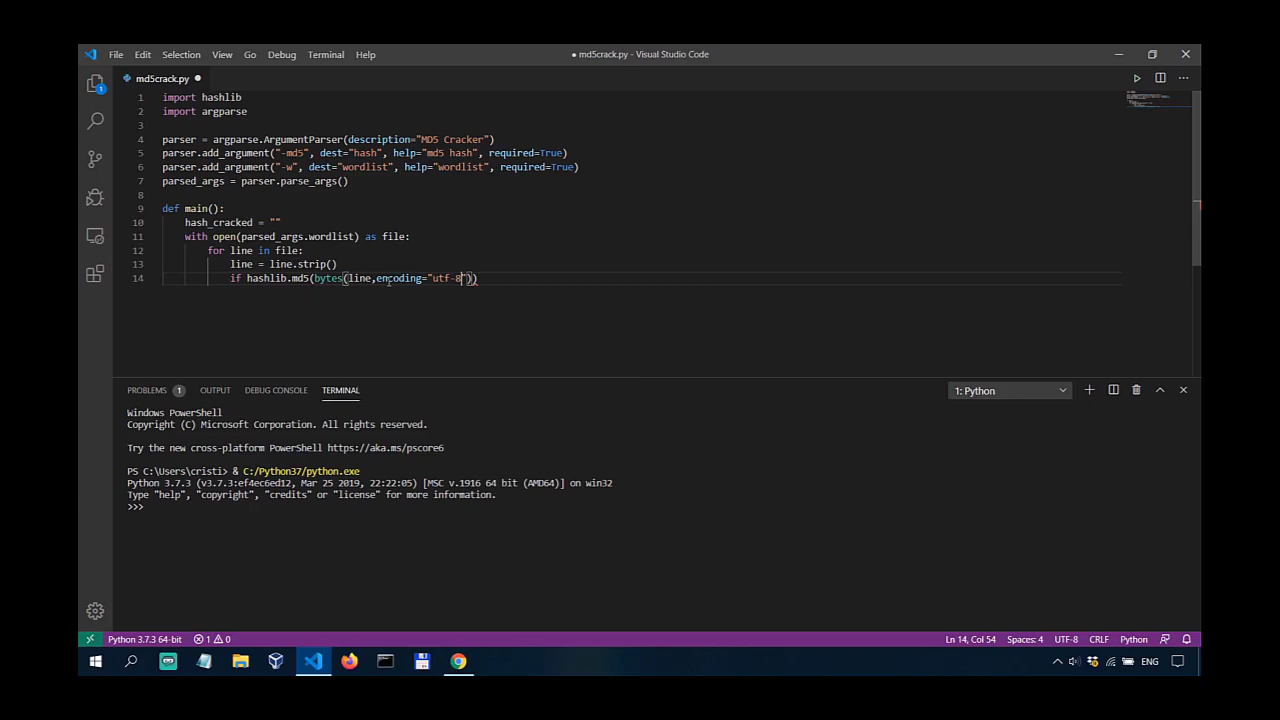 File Edit Selection View Go Debug Terminal Help
● md5crack.py - Visual Studio Code
md5crack.py ●
1 import hashlib
2 import argparse
3
4 parser = argparse.ArgumentParser(description="MD5 Cracker")
5 parser.add_argument("-md5", dest="hash", help="md5 hash", required=True)
6 parser.add_argument("-w", dest="wordlist", help="wordlist", required=True)
7 parsed_args = parser.parse_args()
8
9 def main():
10 hash_cracked = ""
11 with open(parsed_args.wordlist) as file:
12 for line in file:
13 line = line.strip()
14 if hashlib.md5(bytes(line,encoding="utf-8"))
PROBLEMS 1 OUTPUT DEBUG CONSOLE TERMINAL 1: Python
Windows PowerShell
Copyright (C) Microsoft Corporation. All rights reserved.
Try the new cross-platform PowerShell https://aka.ms/pscore6
PS C:\Users\cristi> & C:/Python37/python.exe
Python 3.7.3 (v3.7.3:ef4ec6ed12, Mar 25 2019, 22:22:05) [MSC v.1916 64 bit (AMD64)] on win32
Type "help", "copyright", "credits" or "license" for more information.
>>>
Python 3.7.3 64-bit 1 0 Ln 14, Col 54 Spaces: 4 UTF-8 CRLF Python
ENG